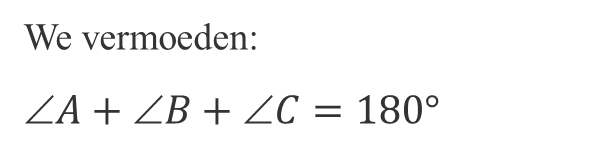 We vermoeden:
∠A + ∠B + ∠C = 180°